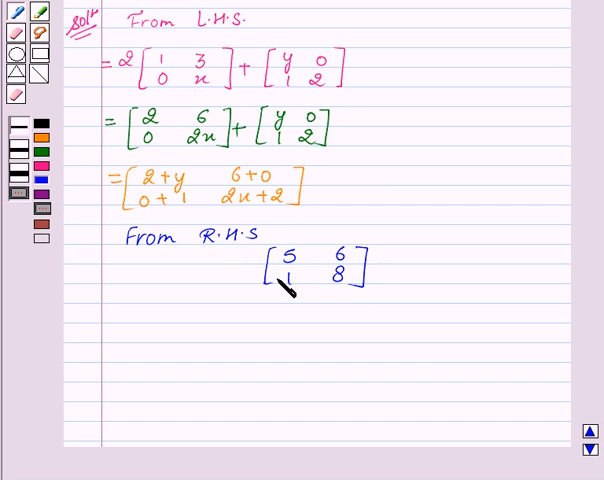 Solⁿ From L.H.S.
= 2 [ 1 3 ] + [ y 0 ]
[ 0 x ] [ 1 2 ]
= [ 2 6 ] + [ y 0 ]
[ 0 2x ] [ 1 2 ]
= [ 2+y 6+0 ]
[ 0+1 2x+2 ]
From R.H.S
[ 5 6 ]
[ 1 8 ]